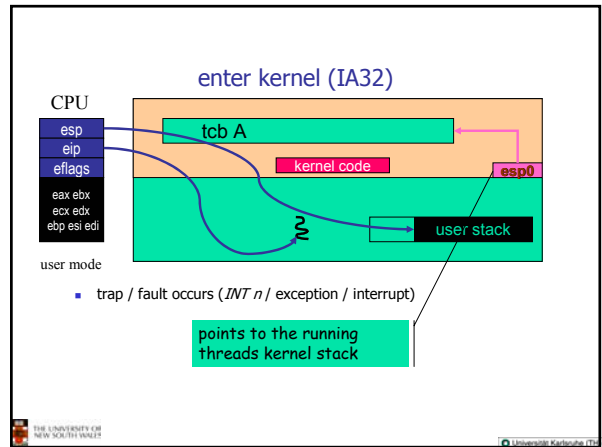 enter kernel (IA32)
CPU
esp
eip
eflags
eax ebx
ecx edx
ebp esi edi
user mode
tcb A
kernel code
esp0
user stack
trap / fault occurs (INT n / exception / interrupt)
points to the running
threads kernel stack
THE UNIVERSITY OF
NEW SOUTH WALES
© Universität Karlsruhe (TH